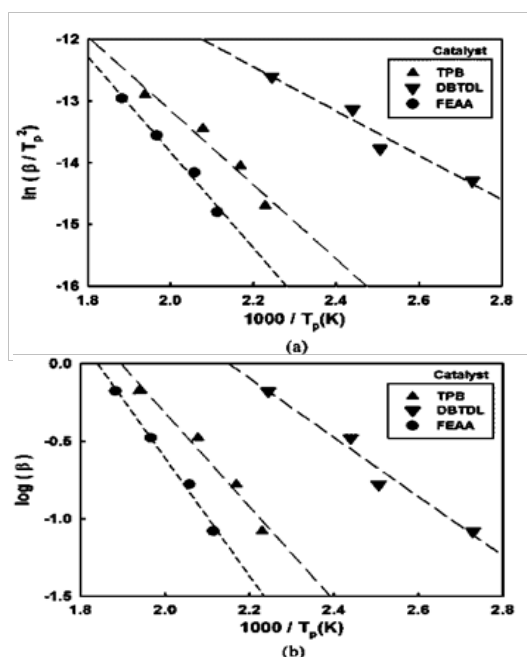 -12
-13
-14
-15
-16
ln (β / Tp²)
Catalyst
TPB
DBTDL
FEAA
1.8 2.0 2.2 2.4 2.6 2.8
1000 / Tp(K)
(a)
0.0
-0.5
-1.0
-1.5
log (β)
Catalyst
TPB
DBTDL
FEAA
1.8 2.0 2.2 2.4 2.6 2.8
1000 / Tp(K)
(b)